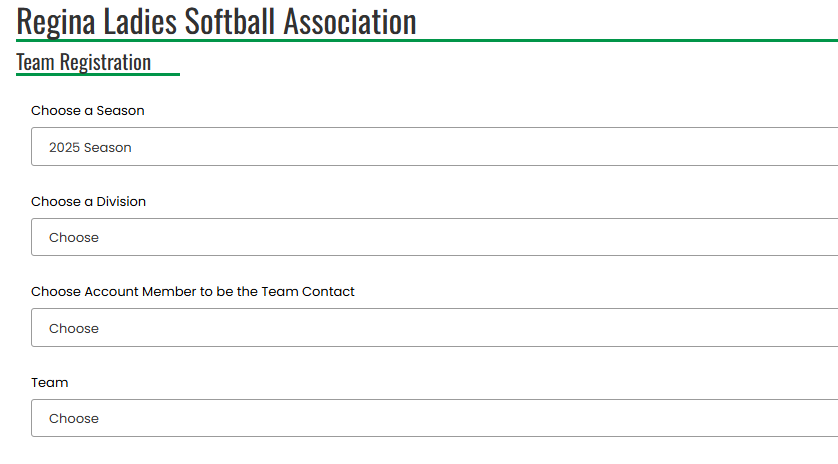 Regina Ladies Softball Association
Team Registration
Choose a Season
2025 Season
Choose a Division
Choose
Choose Account Member to be the Team Contact
Choose
Team
Choose